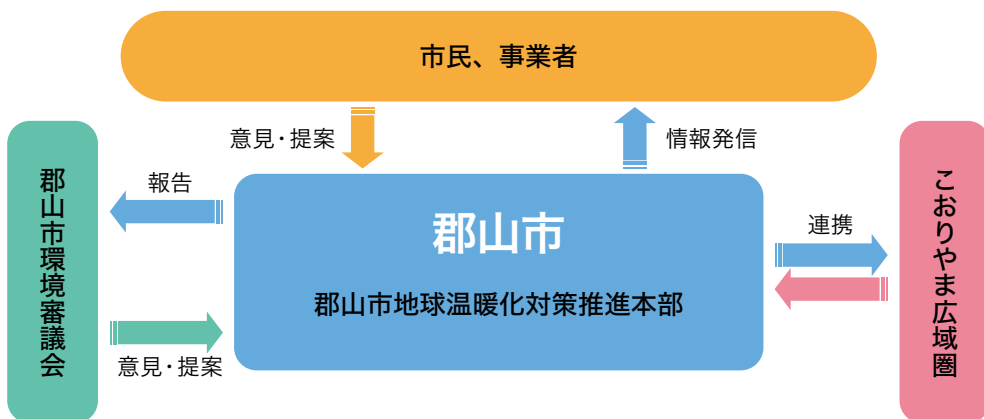 市民、事業者
意見・提案
情報発信
郡山市環境審議会
報告
郡山市
郡山市地球温暖化対策推進本部
意見・提案
連携
こおりやま広域圏